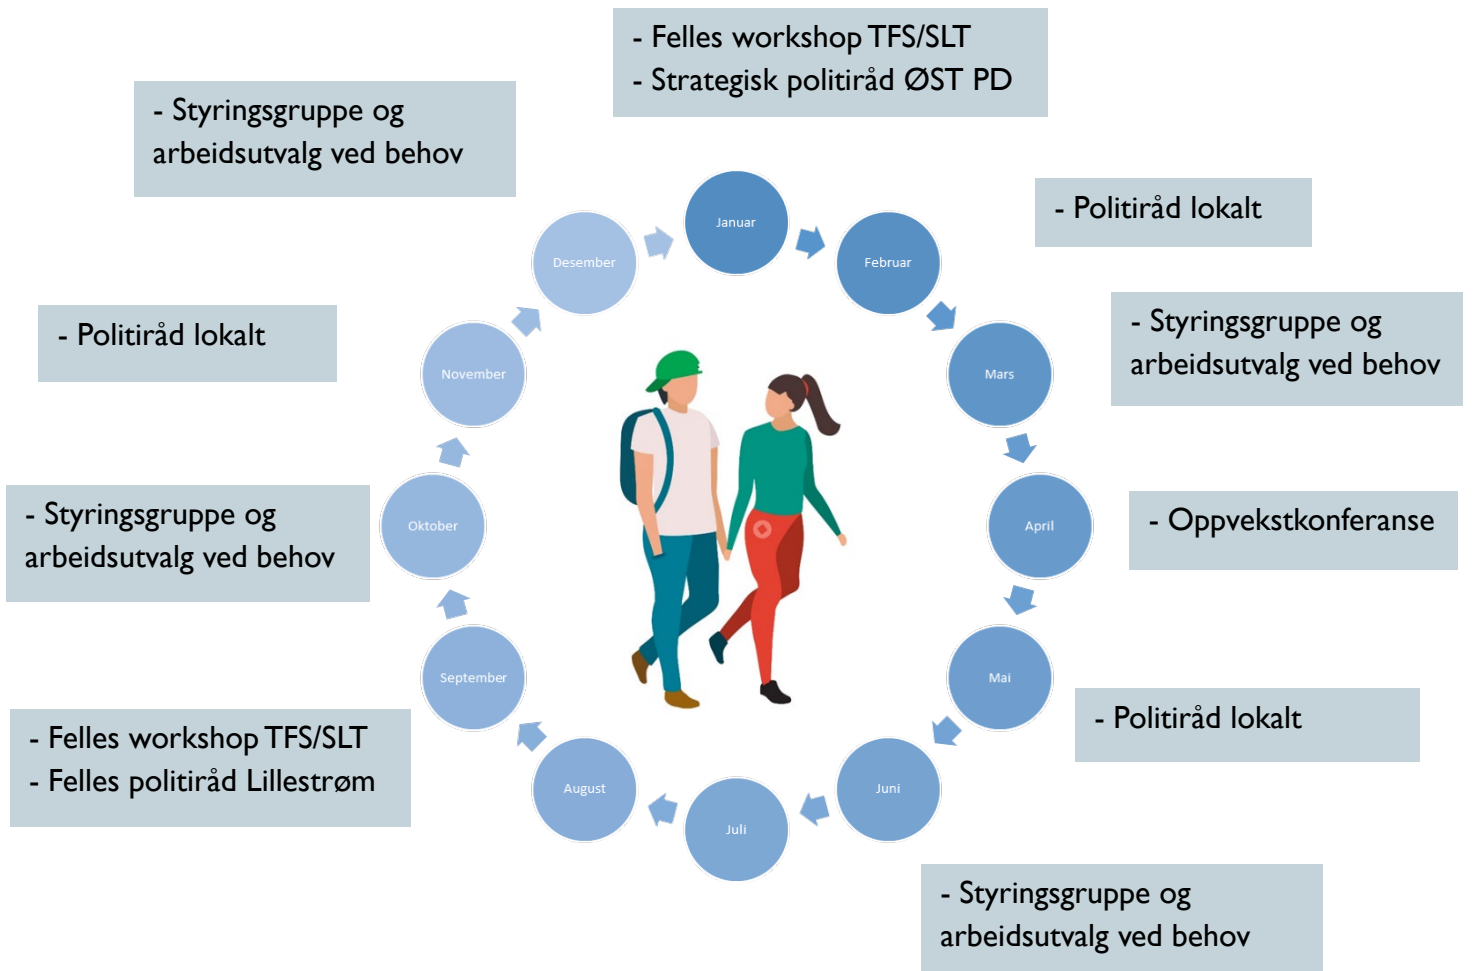 - Felles workshop TFS/SLT
- Strategisk politiråd ØST PD
- Styringsgruppe og
arbeidsutvalg ved behov
- Politiråd lokalt
Januar
Februar
Desember
- Politiråd lokalt
- Styringsgruppe og
arbeidsutvalg ved behov
November
Mars
- Styringsgruppe og
arbeidsutvalg ved behov
Oktober
April
- Oppvekstkonferanse
September
Mai
- Felles workshop TFS/SLT
- Felles politiråd Lillestrøm
- Politiråd lokalt
August
Juni
Juli
- Styringsgruppe og
arbeidsutvalg ved behov